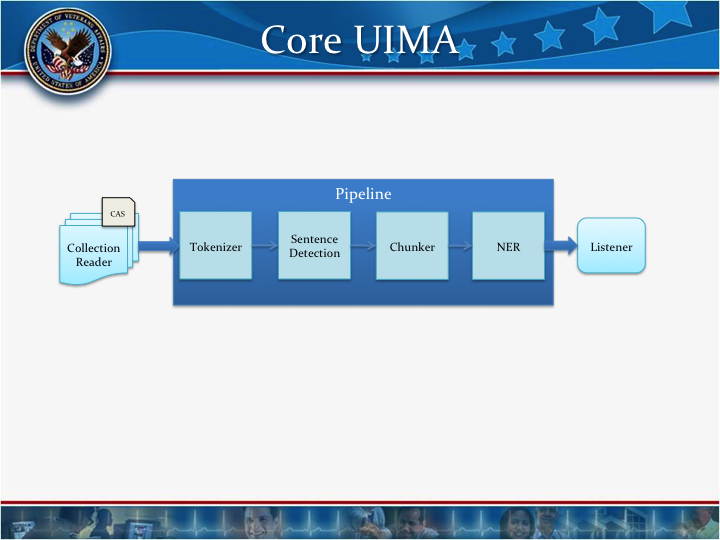 Core UIMA
DEPARTMENT OF VETERANS AFFAIRS
UNITED STATES OF AMERICA
Pipeline
CAS
Collection
Reader
Tokenizer
Sentence
Detection
Chunker
NER
Listener